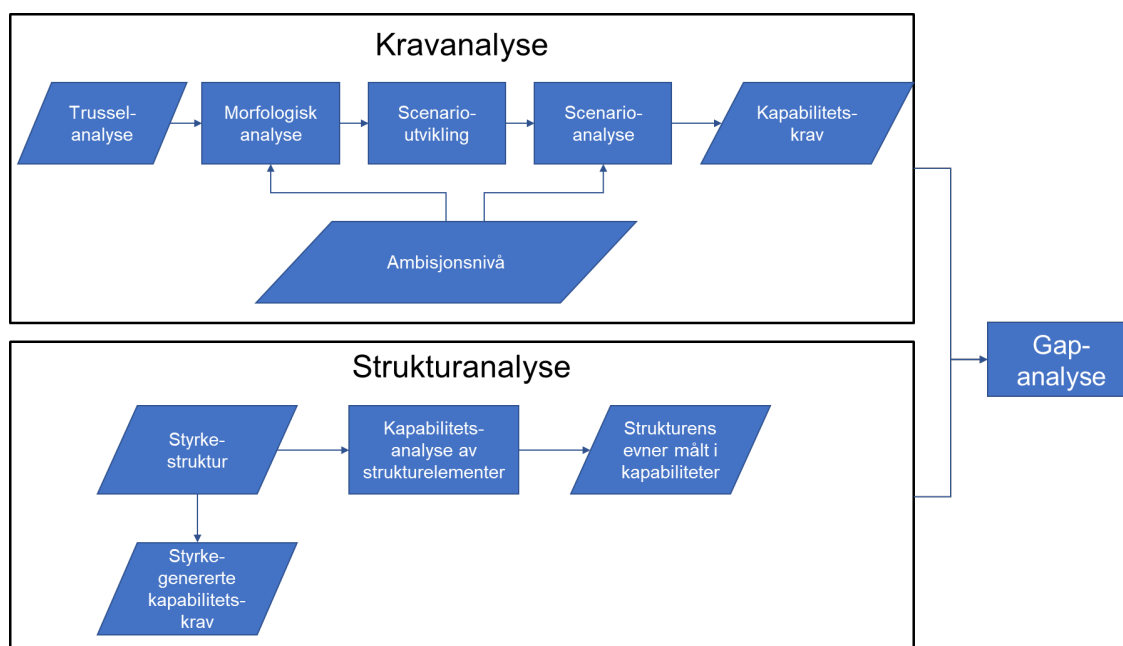 Kravanalyse
Trussel-
analyse
Morfologisk
analyse
Scenario-
utvikling
Scenario-
analyse
Kapabilitets-
krav
Ambisjonsnivå
Strukturanalyse
Styrke-
struktur
Kapabilitets-
analyse av
strukturelementer
Strukturens
evner målt i
kapabiliteter
Styrke-
genererte
kapabilitets-
krav
Gap-
analyse